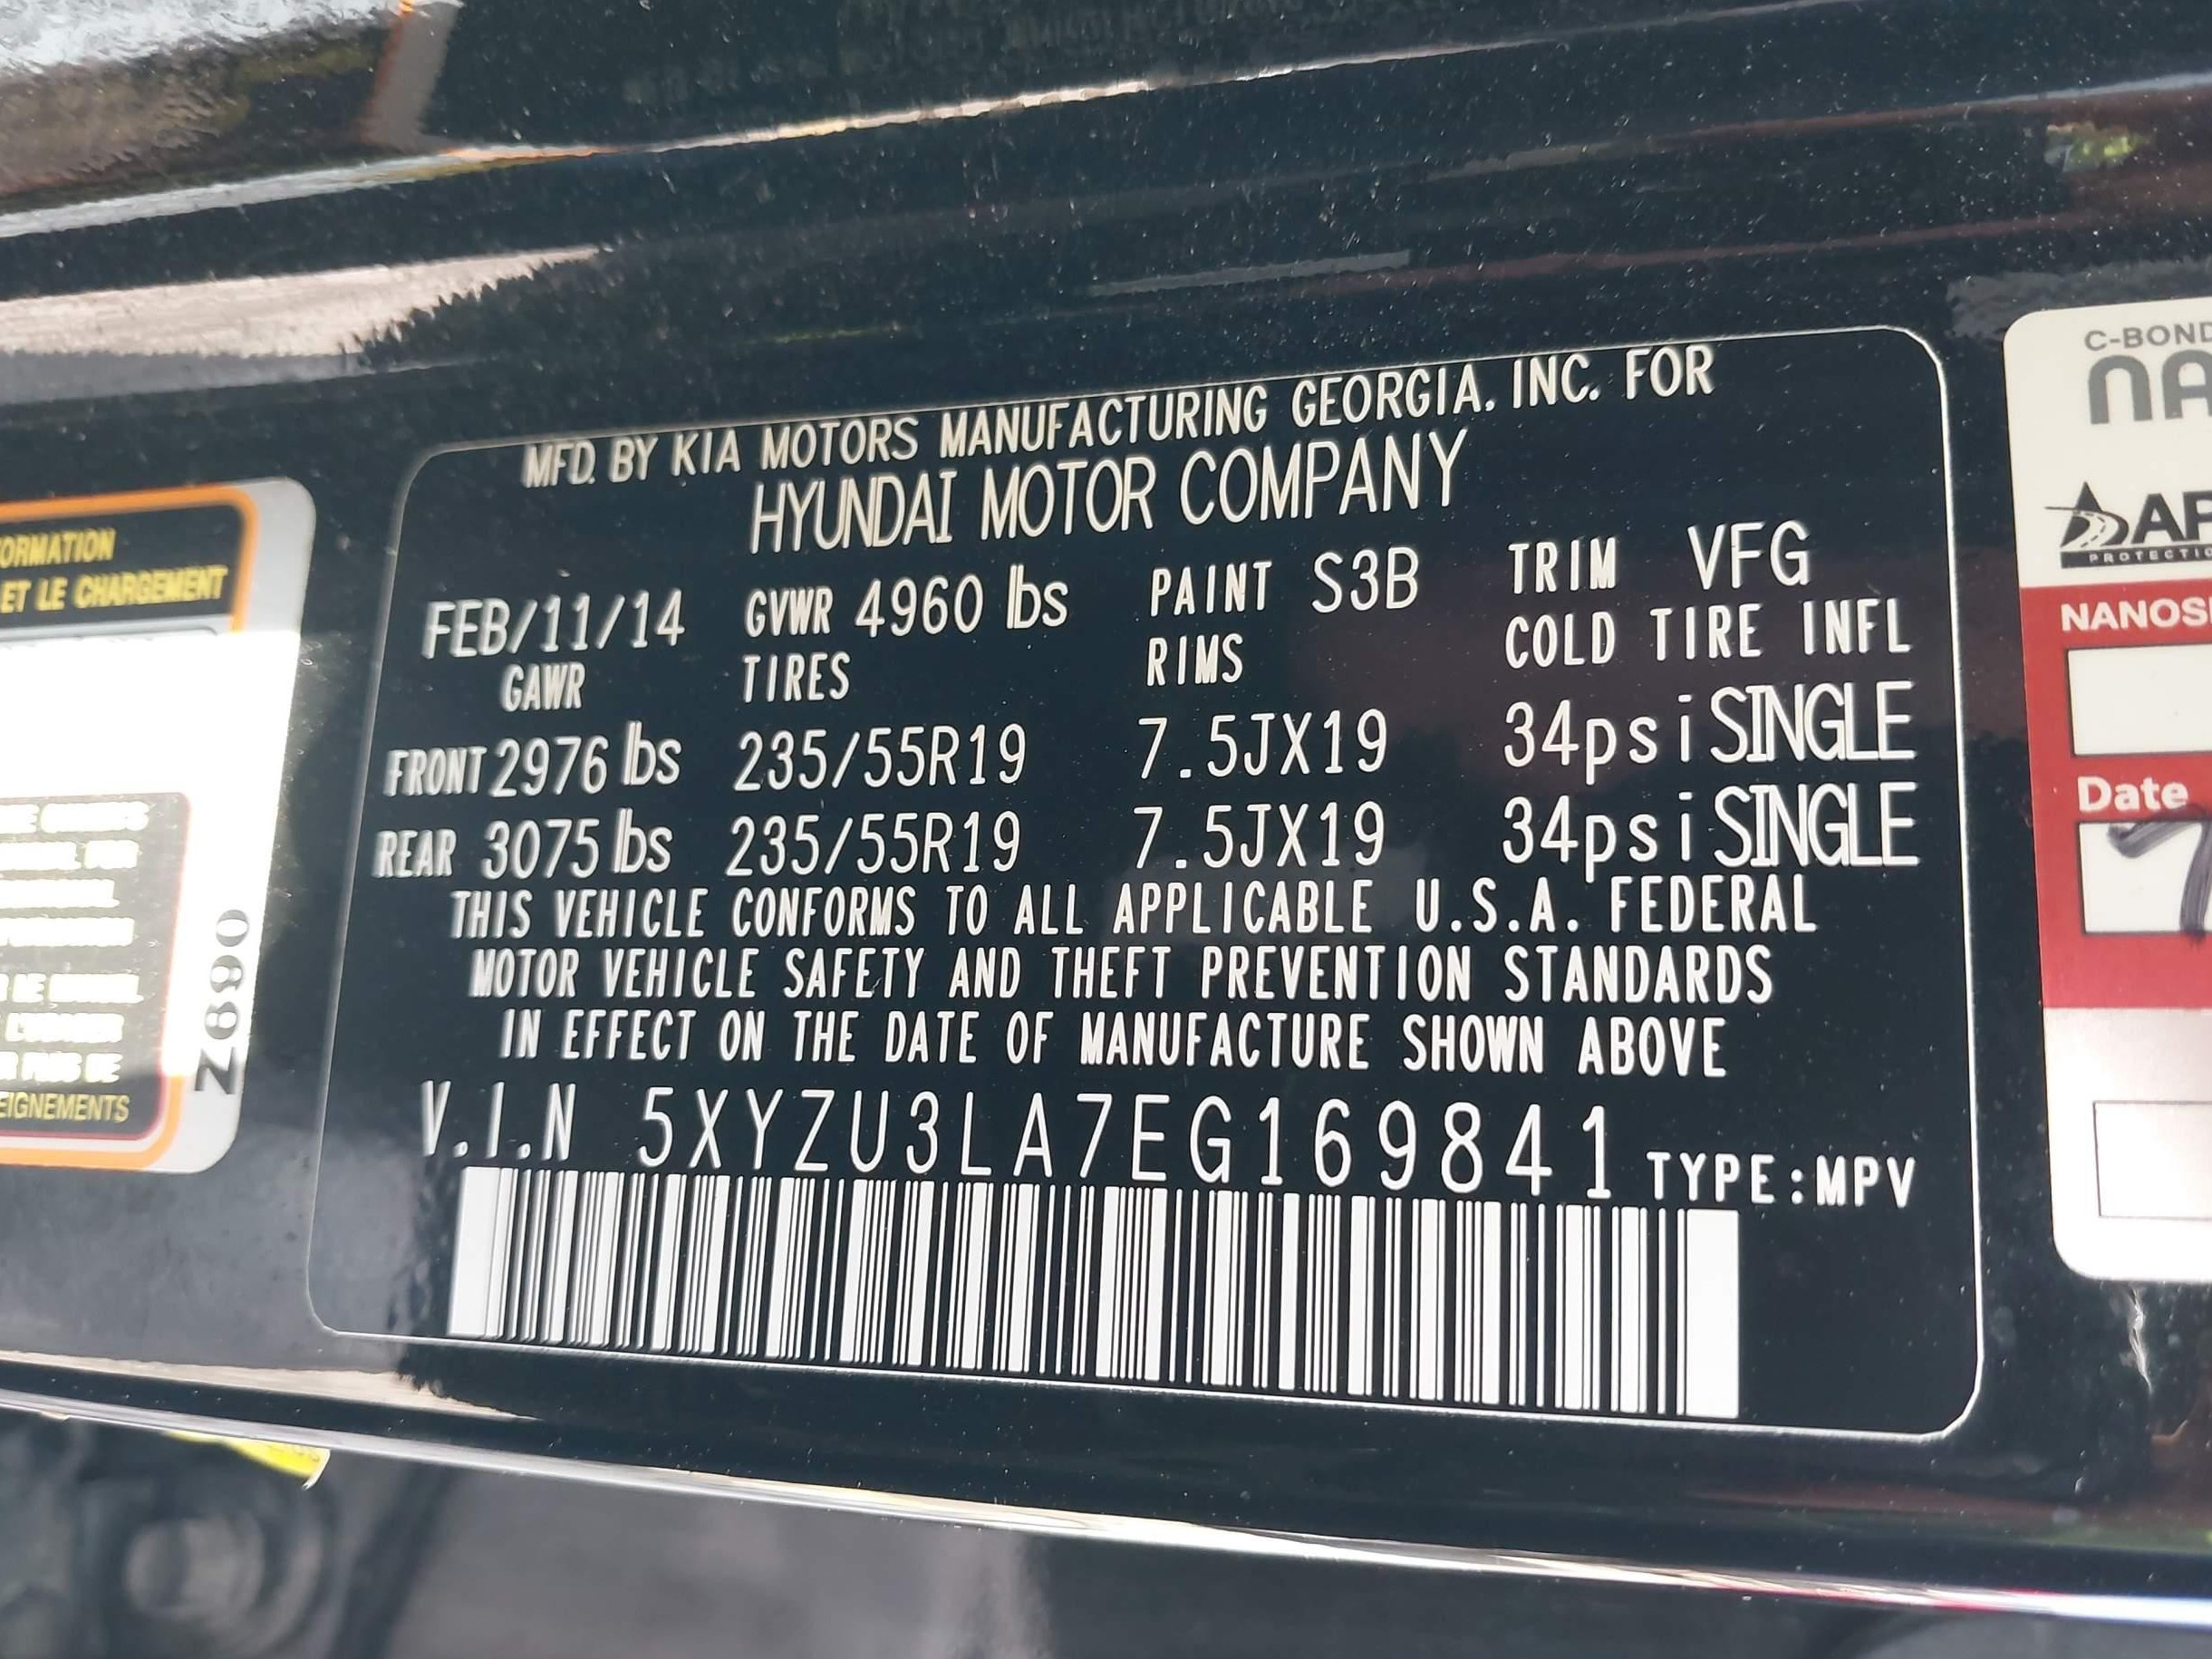 MFD. BY KIA MOTORS MANUFACTURING GEORGIA, INC. FOR
HYUNDAI MOTOR COMPANY
FEB/11/14 GVWR 4960 lbs PAINT S3B TRIM VFG
GAWR TIRES RIMS COLD TIRE INFL
FRONT 2976 lbs 235/55R19 7.5JX19 34psi SINGLE
REAR 3075 lbs 235/55R19 7.5JX19 34psi SINGLE
THIS VEHICLE CONFORMS TO ALL APPLICABLE U.S.A. FEDERAL
MOTOR VEHICLE SAFETY AND THEFT PREVENTION STANDARDS
IN EFFECT ON THE DATE OF MANUFACTURE SHOWN ABOVE
V.I.N 5XYZU3LA7EG169841 TYPE:MPV
ORMATION
ET LE CHARGEMENT
EIGNEMENTS
Z690
C-BOND
NA
AP
PROTECTIO
NANOS
Date
7